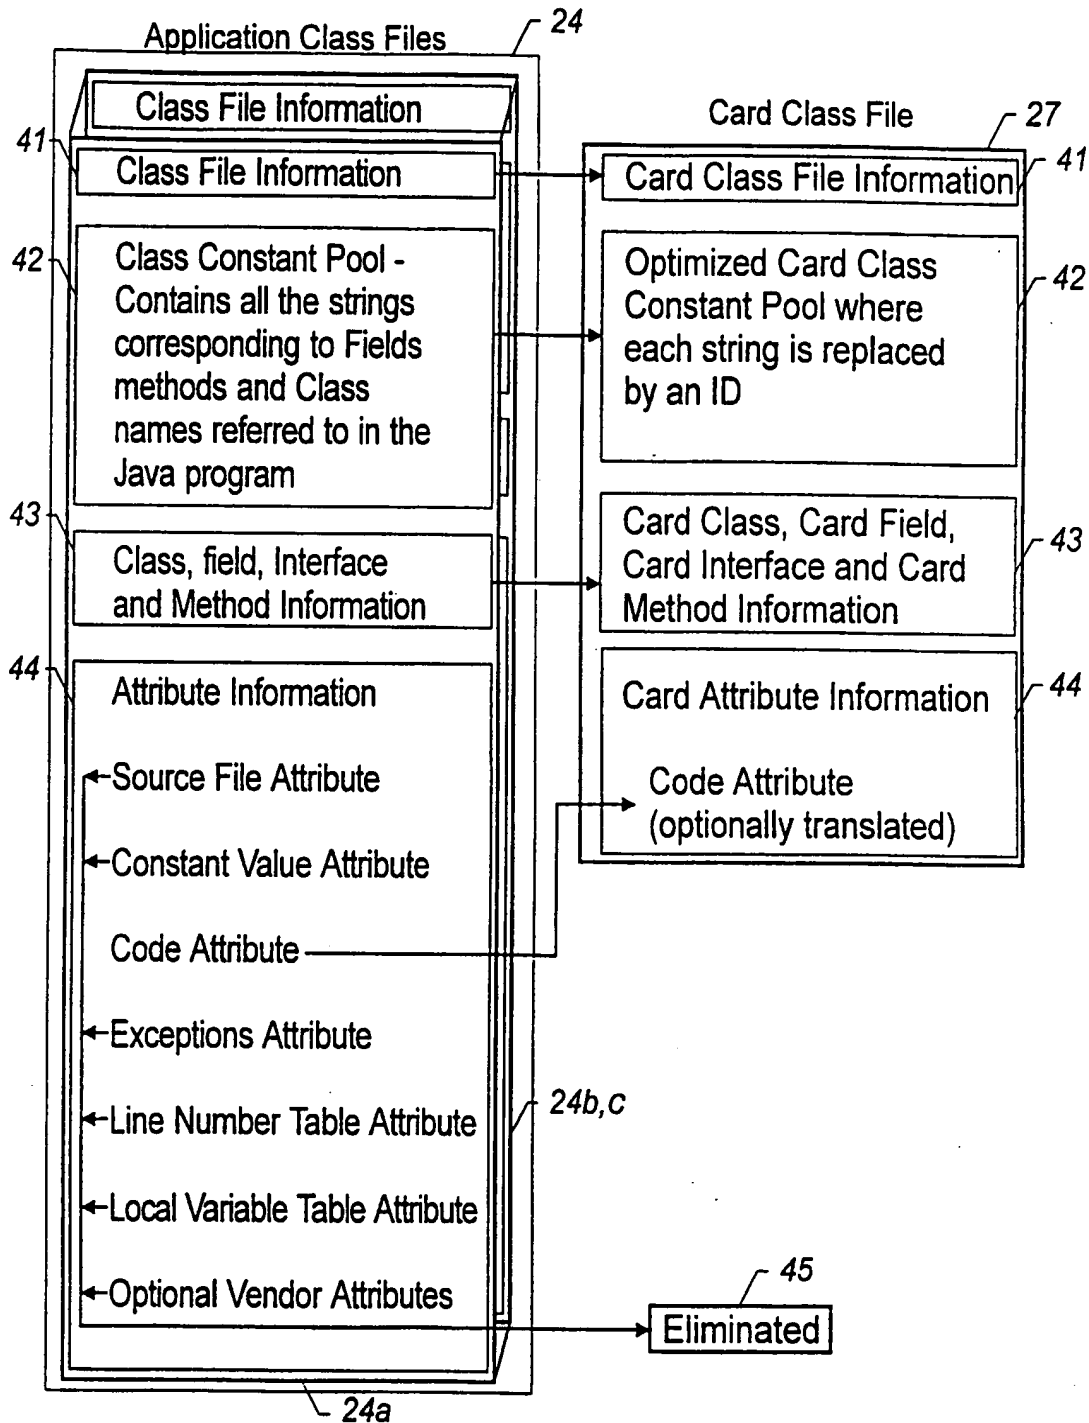 Application Class Files
24
Class File Information
41
Class File Information
42
Class Constant Pool -
Contains all the strings
corresponding to Fields
methods and Class
names referred to in the
Java program
43
Class, field, Interface
and Method Information
44
Attribute Information
Source File Attribute
Constant Value Attribute
Code Attribute
Exceptions Attribute
Line Number Table Attribute
Local Variable Table Attribute
Optional Vendor Attributes
24a
24b,c
Card Class File
27
Card Class File Information
41
Optimized Card Class
Constant Pool where
each string is replaced
by an ID
42
Card Class, Card Field,
Card Interface and Card
Method Information
43
Card Attribute Information
44
Code Attribute
(optionally translated)
45
Eliminated